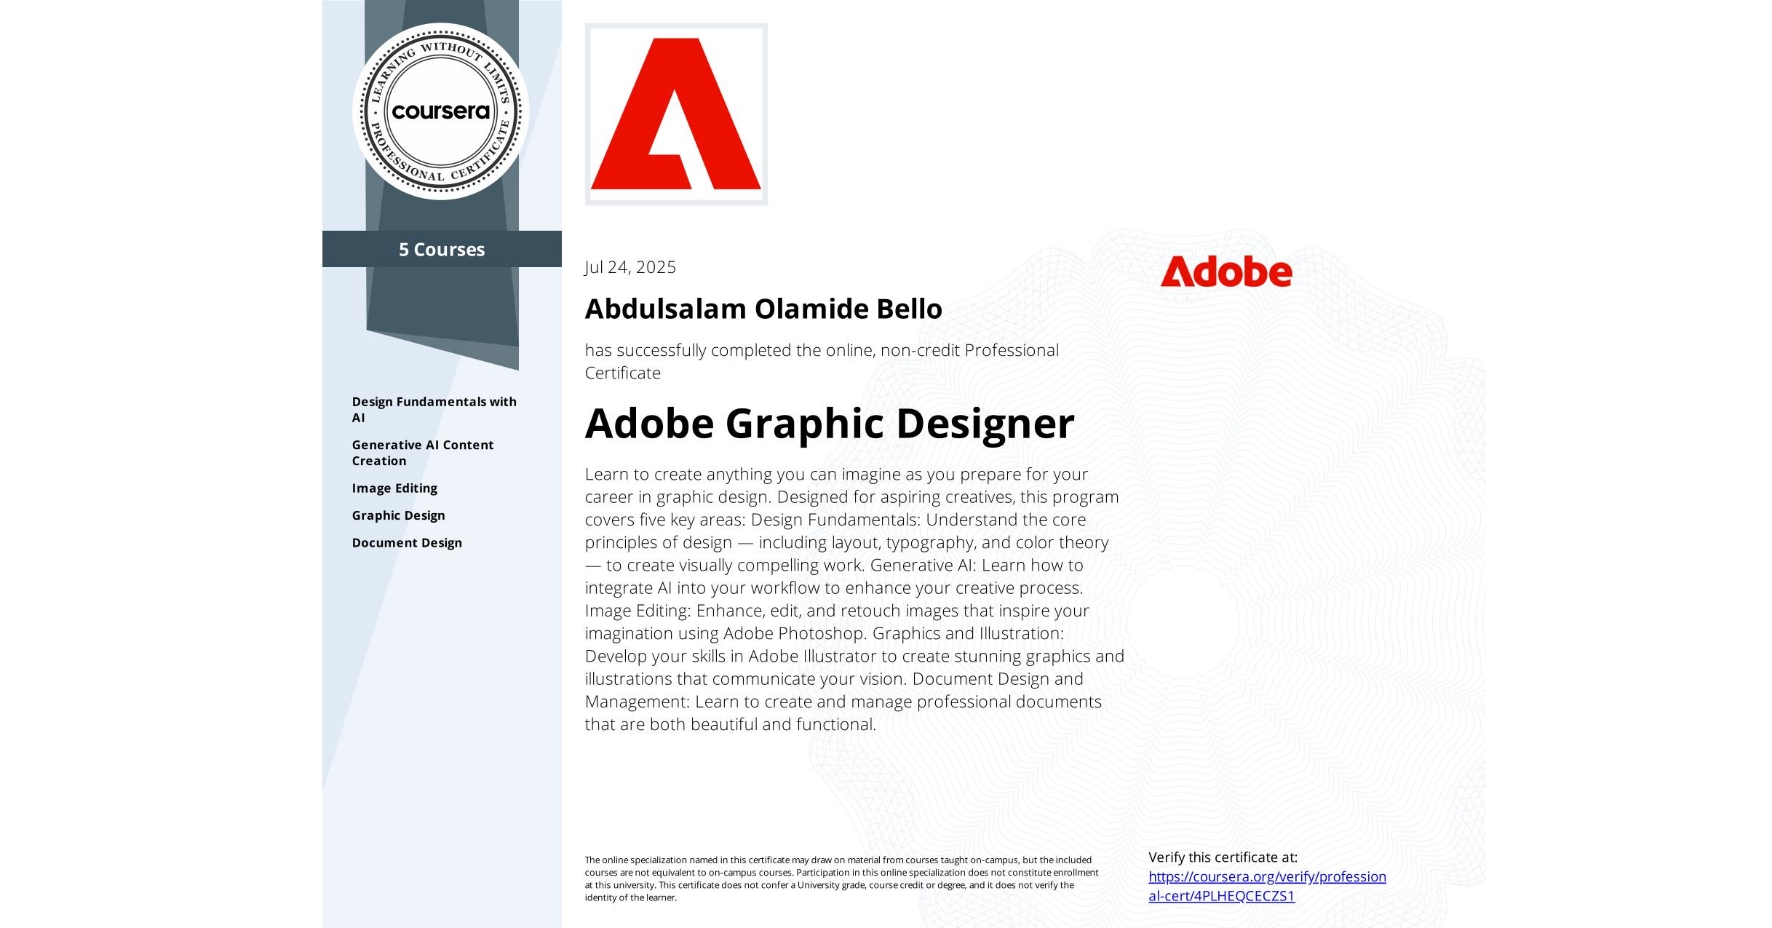 LEARNING WITHOUT LIMITS
coursera
PROFESSIONAL CERTIFICATE
5 Courses
Design Fundamentals with
AI
Generative AI Content
Creation
Image Editing
Graphic Design
Document Design
Jul 24, 2025
Adobe
Abdulsalam Olamide Bello
has successfully completed the online, non-credit Professional
Certificate
Adobe Graphic Designer
Learn to create anything you can imagine as you prepare for your
career in graphic design. Designed for aspiring creatives, this program
covers five key areas: Design Fundamentals: Understand the core
principles of design — including layout, typography, and color theory
— to create visually compelling work. Generative AI: Learn how to
integrate AI into your workflow to enhance your creative process.
Image Editing: Enhance, edit, and retouch images that inspire your
imagination using Adobe Photoshop. Graphics and Illustration:
Develop your skills in Adobe Illustrator to create stunning graphics and
illustrations that communicate your vision. Document Design and
Management: Learn to create and manage professional documents
that are both beautiful and functional.
The online specialization named in this certificate may draw on material from courses taught on-campus, but the included
courses are not equivalent to on-campus courses. Participation in this online specialization does not constitute enrollment
at this university. This certificate does not confer a University grade, course credit or degree, and it does not verify the
identity of the learner.
Verify this certificate at:
https://coursera.org/verify/profession
al-cert/4PLHEQCECZS1